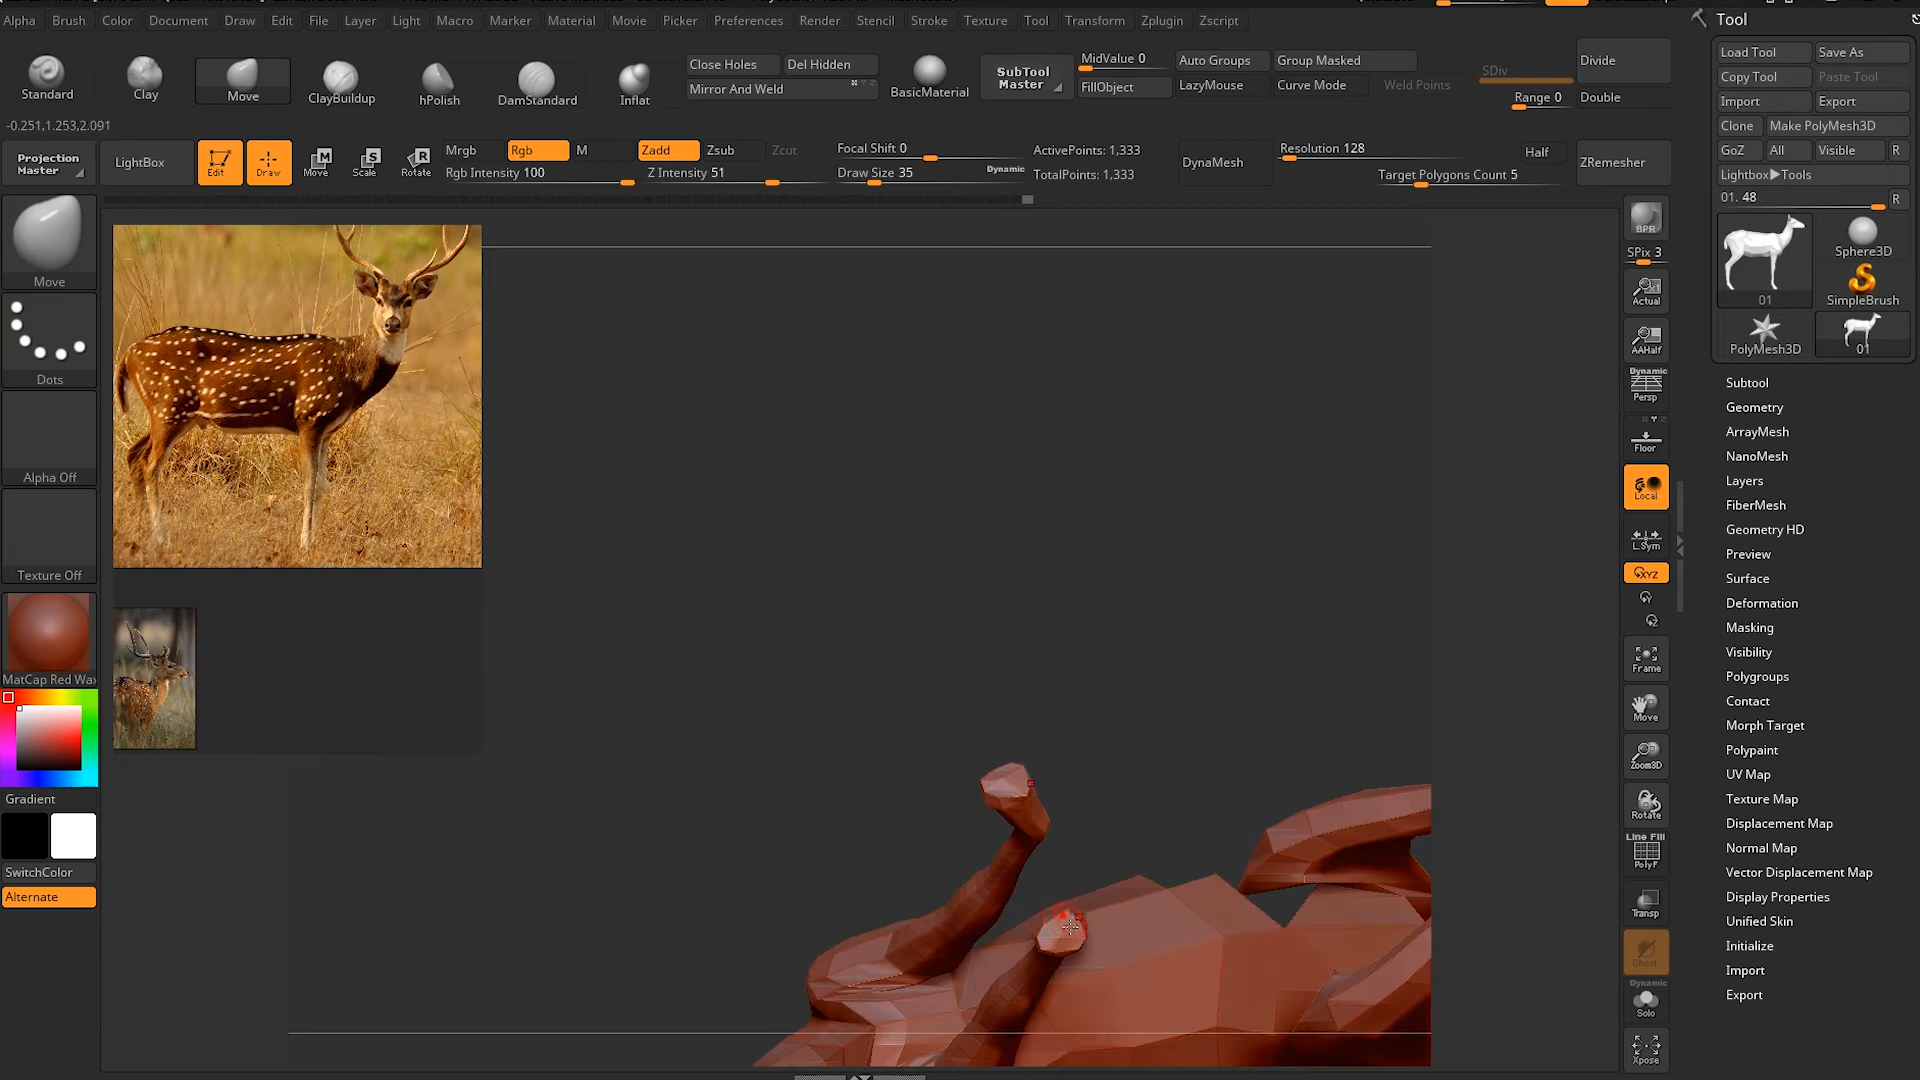 Alpha Brush Color Document Draw Edit File Layer Light Macro Marker Material Movie Picker Preferences Render Stencil Stroke Texture Tool Transform Zplugin Zscript
Tool
Standard Clay Move ClayBuildup hPolish DamStandard Inflat
Close Holes Del Hidden
Mirror And Weld
BasicMaterial
SubTool
Master
MidValue 0
FillObject
Auto Groups Group Masked
LazyMouse Curve Mode Weld Points
SDiv
Range 0
Divide
Double
-0.251,1.253,2.091
Projection
Master
LightBox
Edit Draw Move Scale Rotate
Mrgb Rgb M
Rgb Intensity 100
Zadd Zsub Zcut
Z Intensity 51
Focal Shift 0
Draw Size 35
Dynamic
ActivePoints: 1,333
TotalPoints: 1,333
DynaMesh
Resolution 128
Half
Target Polygons Count 5
ZRemesher
Load Tool Save As
Copy Tool Paste Tool
Import Export
Clone Make PolyMesh3D
GoZ All Visible R
Lightbox▶Tools
01. 48 R
01
Sphere3D
SimpleBrush
PolyMesh3D 01
Move
Dots
Alpha Off
Texture Off
MatCap Red Wax
Gradient
SwitchColor
Alternate
BPR
SPix 3
Actual
AAHalf
Dynamic
Persp
Floor
Local
L.Sym
XYZ
Frame
Move
Zoom3D
Rotate
Line Fill
PolyF
Transp
Ghost
Dynamic
Solo
Xpose
Subtool
Geometry
ArrayMesh
NanoMesh
Layers
FiberMesh
Geometry HD
Preview
Surface
Deformation
Masking
Visibility
Polygroups
Contact
Morph Target
Polypaint
UV Map
Texture Map
Displacement Map
Normal Map
Vector Displacement Map
Display Properties
Unified Skin
Initialize
Import
Export